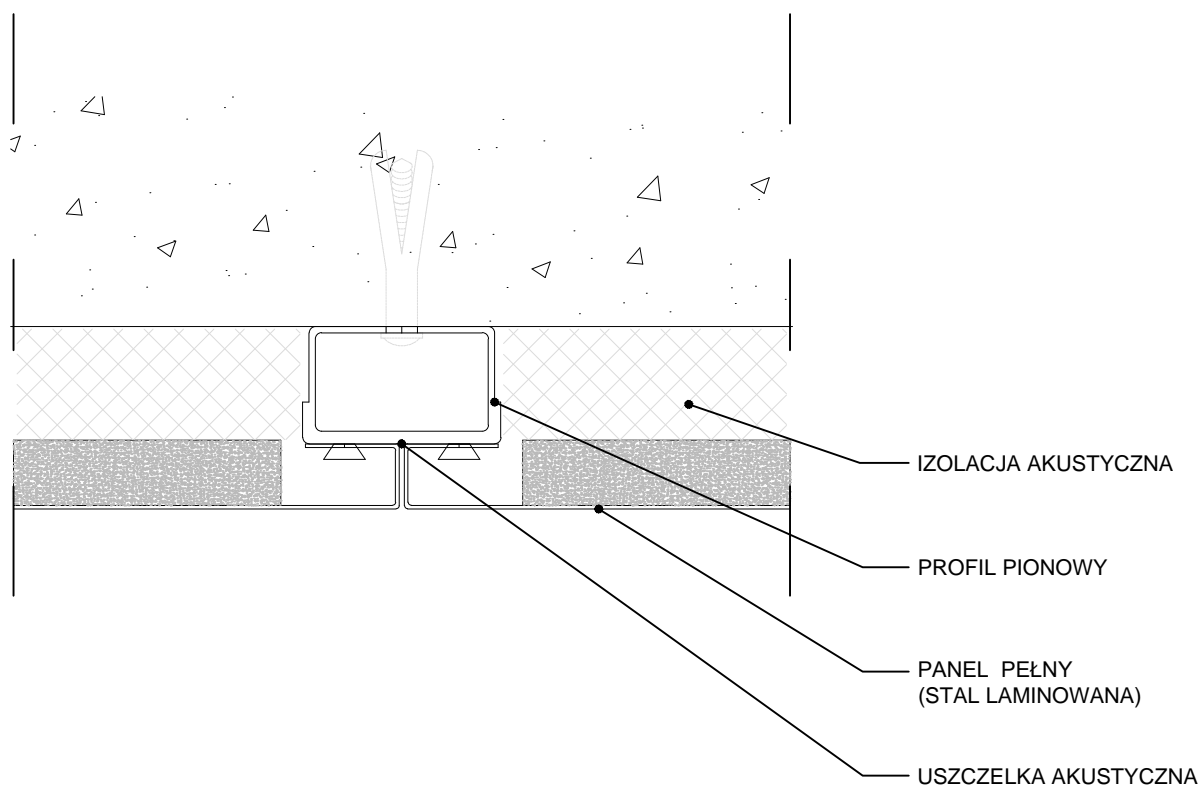 IZOLACJA AKUSTYCZNA
PROFIL PIONOWY
PANEL PEŁNY
(STAL LAMINOWANA)
USZCZELKA AKUSTYCZNA